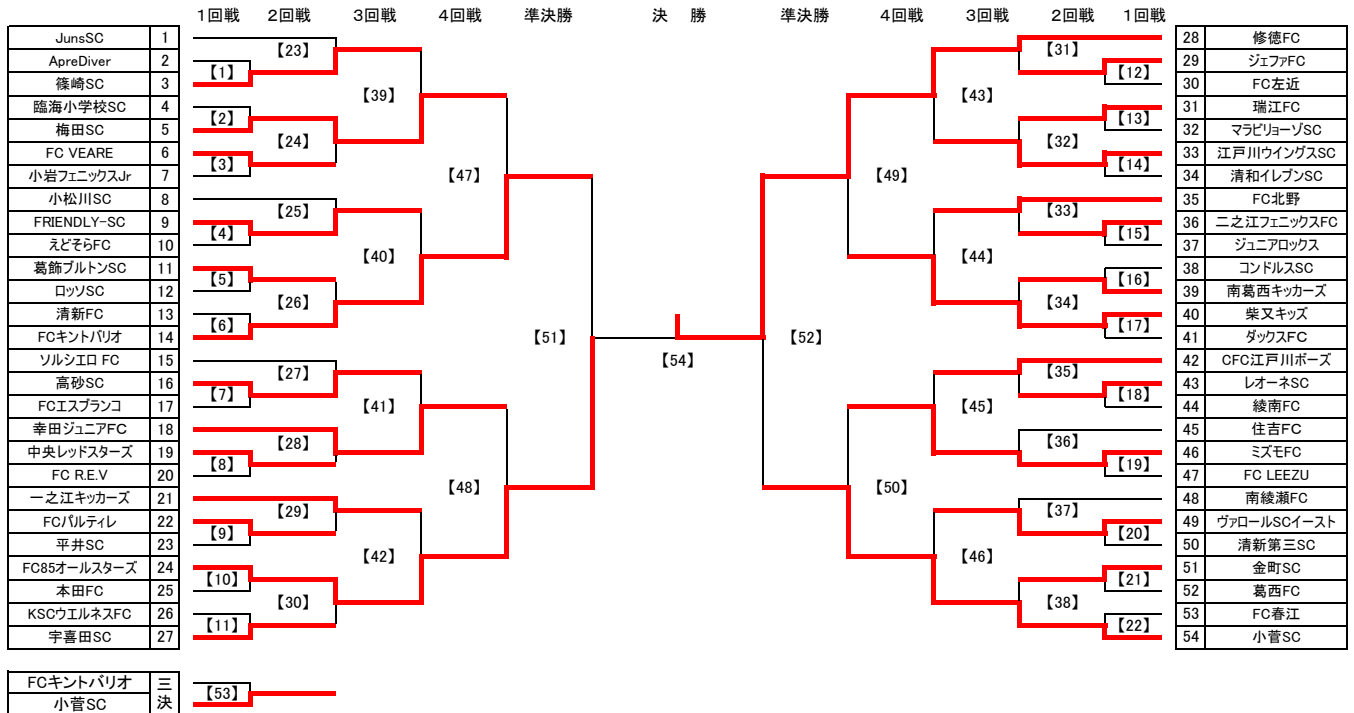 1回戦 2回戦 3回戦 4回戦 準決勝 決 勝 準決勝 4回戦 3回戦 2回戦 1回戦
JunsSC 1
ApreDiver 2
篠崎SC 3
臨海小学校SC 4
梅田SC 5
FC VEARE 6
小岩フェニックスJr 7
小松川SC 8
FRIENDLY-SC 9
えどそらFC 10
葛飾ブルトンSC 11
ロッソSC 12
清新FC 13
FCキントバリオ 14
ソルシエロ FC 15
高砂SC 16
FCエスブランコ 17
幸田ジュニアFC 18
中央レッドスターズ 19
FC R.E.V 20
一之江キッカーズ 21
FCパルティレ 22
平井SC 23
FC85オールスターズ 24
本田FC 25
KSCウエルネスFC 26
宇喜田SC 27
【1】
【2】
【3】
【4】
【5】
【6】
【7】
【8】
【9】
【10】
【11】
【23】
【24】
【25】
【26】
【27】
【28】
【29】
【30】
【39】
【40】
【41】
【42】
【47】
【48】
【51】
【54】
【52】
【49】
【50】
【43】
【44】
【45】
【46】
【31】
【32】
【33】
【34】
【35】
【36】
【37】
【38】
【12】
【13】
【14】
【15】
【16】
【17】
【18】
【19】
【20】
【21】
【22】
28 修徳FC
29 ジェファFC
30 FC左近
31 瑞江FC
32 マラビリョーゾSC
33 江戸川ウイングスSC
34 清和イレブンSC
35 FC北野
36 二之江フェニックスFC
37 ジュニアロックス
38 コンドルスSC
39 南葛西キッカーズ
40 柴又キッズ
41 ダックスFC
42 CFC江戸川ボーズ
43 レオーネSC
44 綾南FC
45 住吉FC
46 ミズモFC
47 FC LEEZU
48 南綾瀬FC
49 ヴァロールSCイースト
50 清新第三SC
51 金町SC
52 葛西FC
53 FC春江
54 小菅SC
FCキントバリオ
小菅SC
三決
【53】